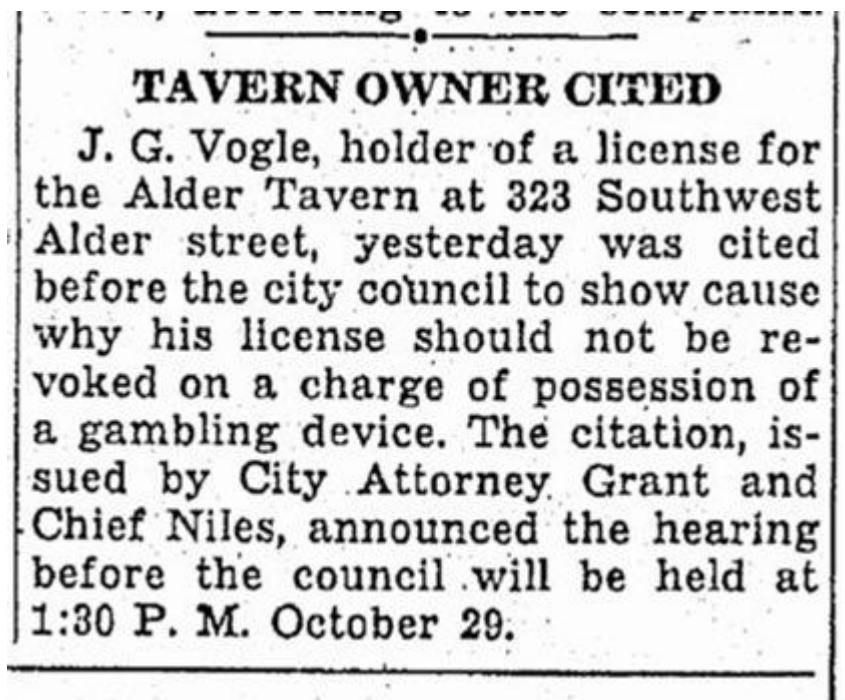 TAVERN OWNER CITED
J. G. Vogle, holder of a license for
the Alder Tavern at 323 Southwest
Alder street, yesterday was cited
before the city council to show cause
why his license should not be re-
voked on a charge of possession of
a gambling device. The citation, is-
sued by City Attorney Grant and
Chief Niles, announced the hearing
before the council will be held at
1:30 P. M. October 29.